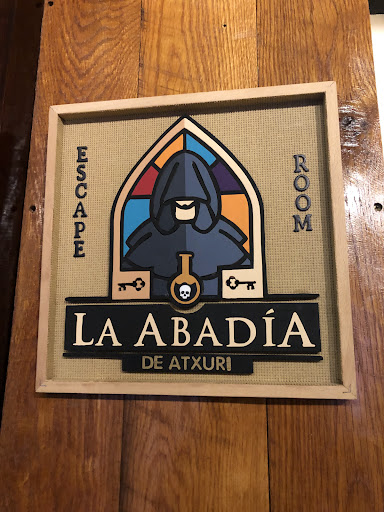 ESCAPE
ROOM
LA ABADÍA
DE ATXURI